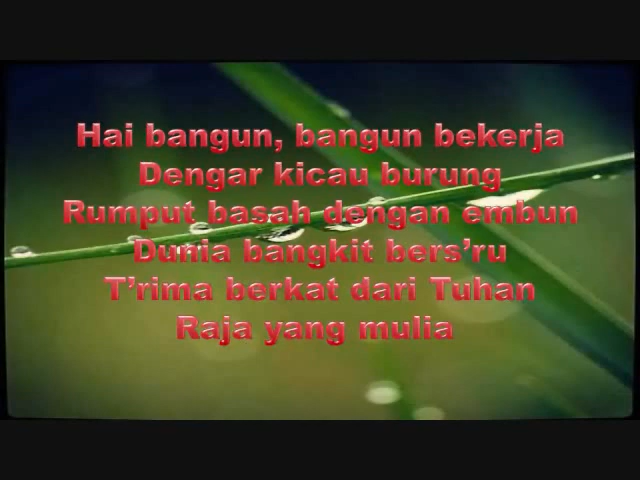 Hai bangun, bangun bekerja
Dengar kicau burung
Rumput basah dengan embun
Dunia bangkit bers’ru
T’rima berkat dari Tuhan
Raja yang mulia